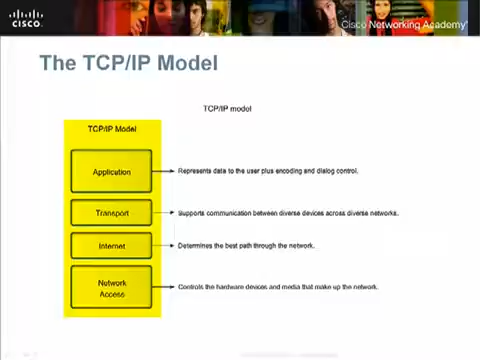 CISCO.
Cisco Networking Academy®
The TCP/IP Model
TCP/IP model
TCP/IP Model
Application
Represents data to the user plus encoding and dialog control.
Transport
Supports communication between diverse devices across diverse networks.
Internet
Determines the best path through the network.
Network
Access
Controls the hardware devices and media that make up the network.